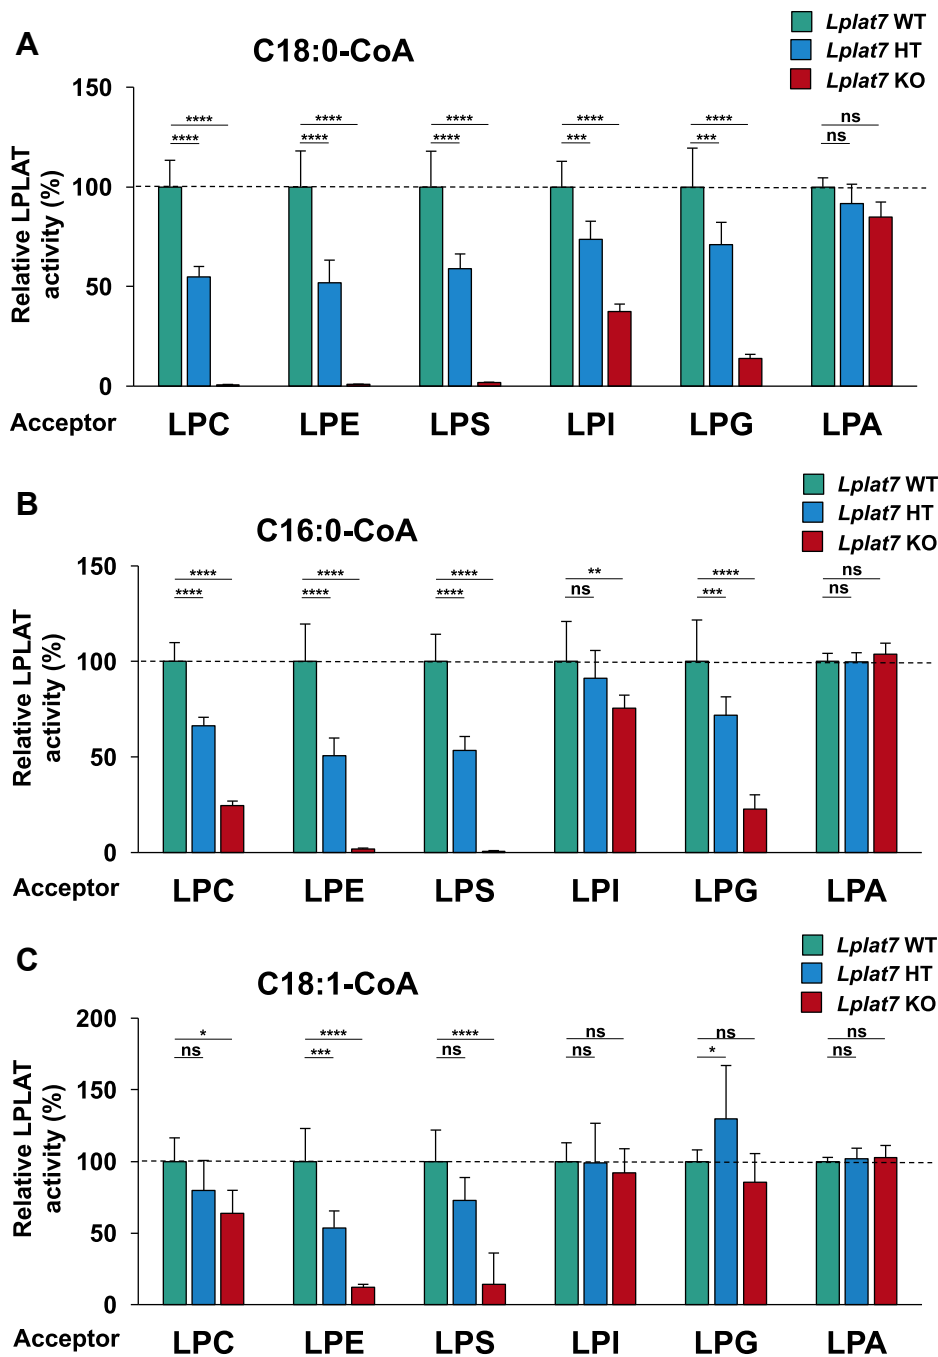 A
C18:0-CoA
Lplat7 WT
Lplat7 HT
Lplat7 KO
Relative LPLAT
activity (%)
150
100
50
0
**** **** **** **** **** ns
**** **** **** *** *** ns
Acceptor LPC LPE LPS LPI LPG LPA
B
C16:0-CoA
Lplat7 WT
Lplat7 HT
Lplat7 KO
Relative LPLAT
activity (%)
150
100
50
0
**** **** **** ** **** ns
**** **** **** ns *** ns
Acceptor LPC LPE LPS LPI LPG LPA
C
C18:1-CoA
Lplat7 WT
Lplat7 HT
Lplat7 KO
Relative LPLAT
activity (%)
200
150
100
50
0
* **** **** ns ns ns
ns *** ns ns * ns
Acceptor LPC LPE LPS LPI LPG LPA